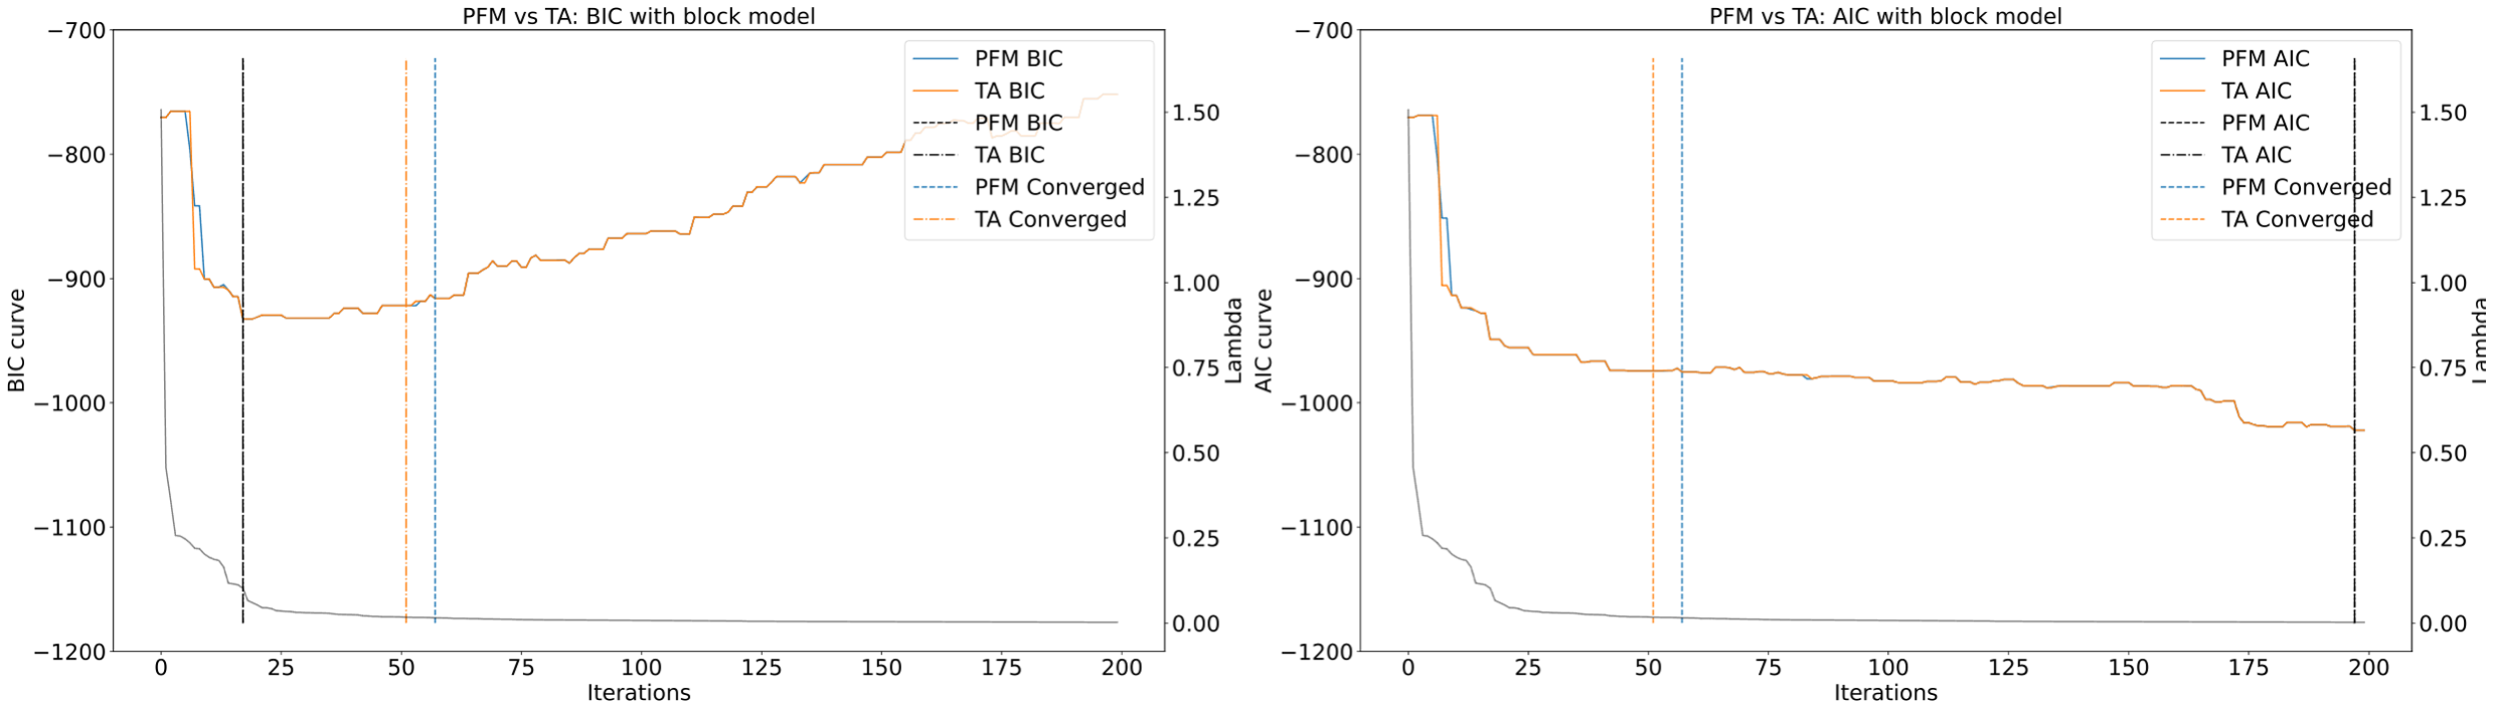 PFM vs TA: BIC with block model
−700
−800
−900
−1000
−1100
−1200
BIC curve
0
25
50
75
100
125
150
175
200
Iterations
1.50
1.25
1.00
0.75
0.50
0.25
0.00
Lambda
PFM BIC
TA BIC
PFM BIC
TA BIC
PFM Converged
TA Converged
PFM vs TA: AIC with block model
−700
−800
−900
−1000
−1100
−1200
AIC curve
0
25
50
75
100
125
150
175
200
Iterations
1.50
1.25
1.00
0.75
0.50
0.25
0.00
Lambda
PFM AIC
TA AIC
PFM AIC
TA AIC
PFM Converged
TA Converged